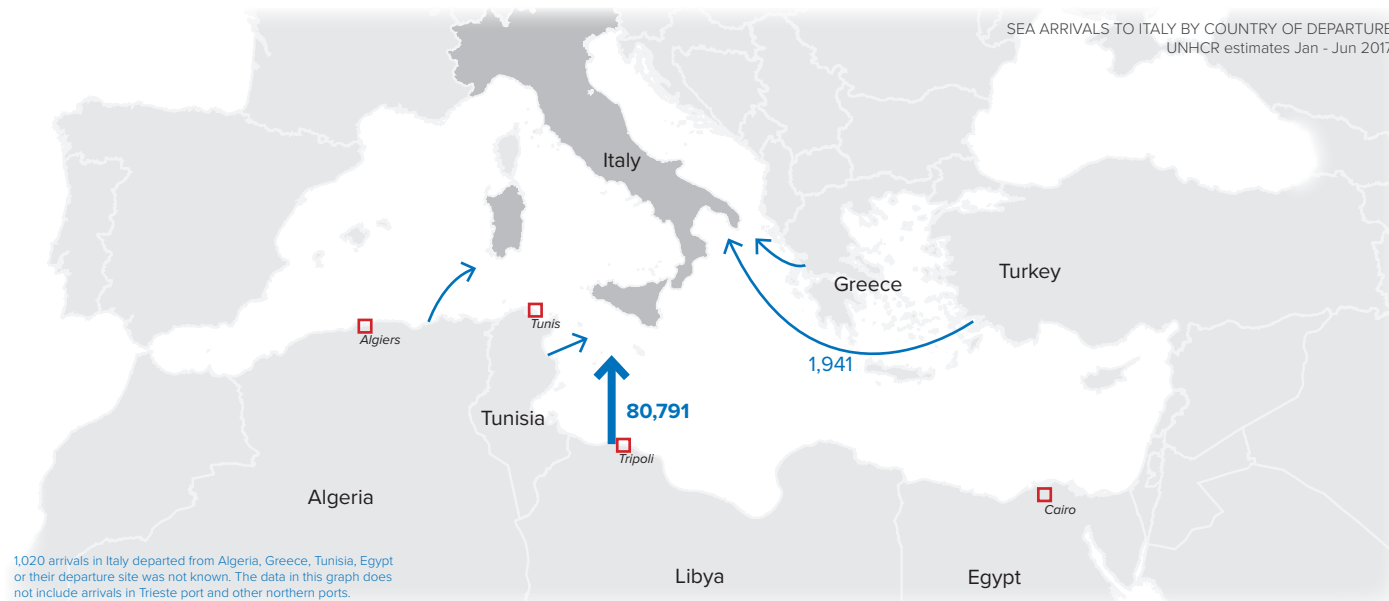 SEA ARRIVALS TO ITALY BY COUNTRY OF DEPARTURE
UNHCR estimates Jan - Jun 2017
Italy
Greece
Turkey
Algiers
Tunis
1,941
Tunisia
80,791
Tripoli
Algeria
Cairo
Libya
Egypt
1,020 arrivals in Italy departed from Algeria, Greece, Tunisia, Egypt
or their departure site was not known. The data in this graph does
not include arrivals in Trieste port and other northern ports.